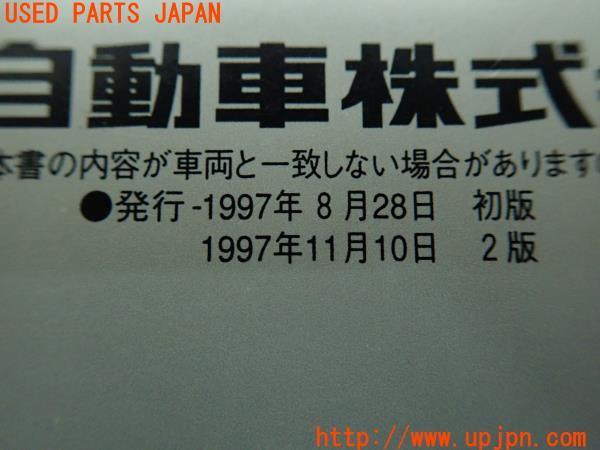 USED PARTS JAPAN
自動車株式
本書の内容が車両と一致しない場合があります
●発行-1997年 8月28日 初版
1997年11月10日 2版
www.upjpn.com